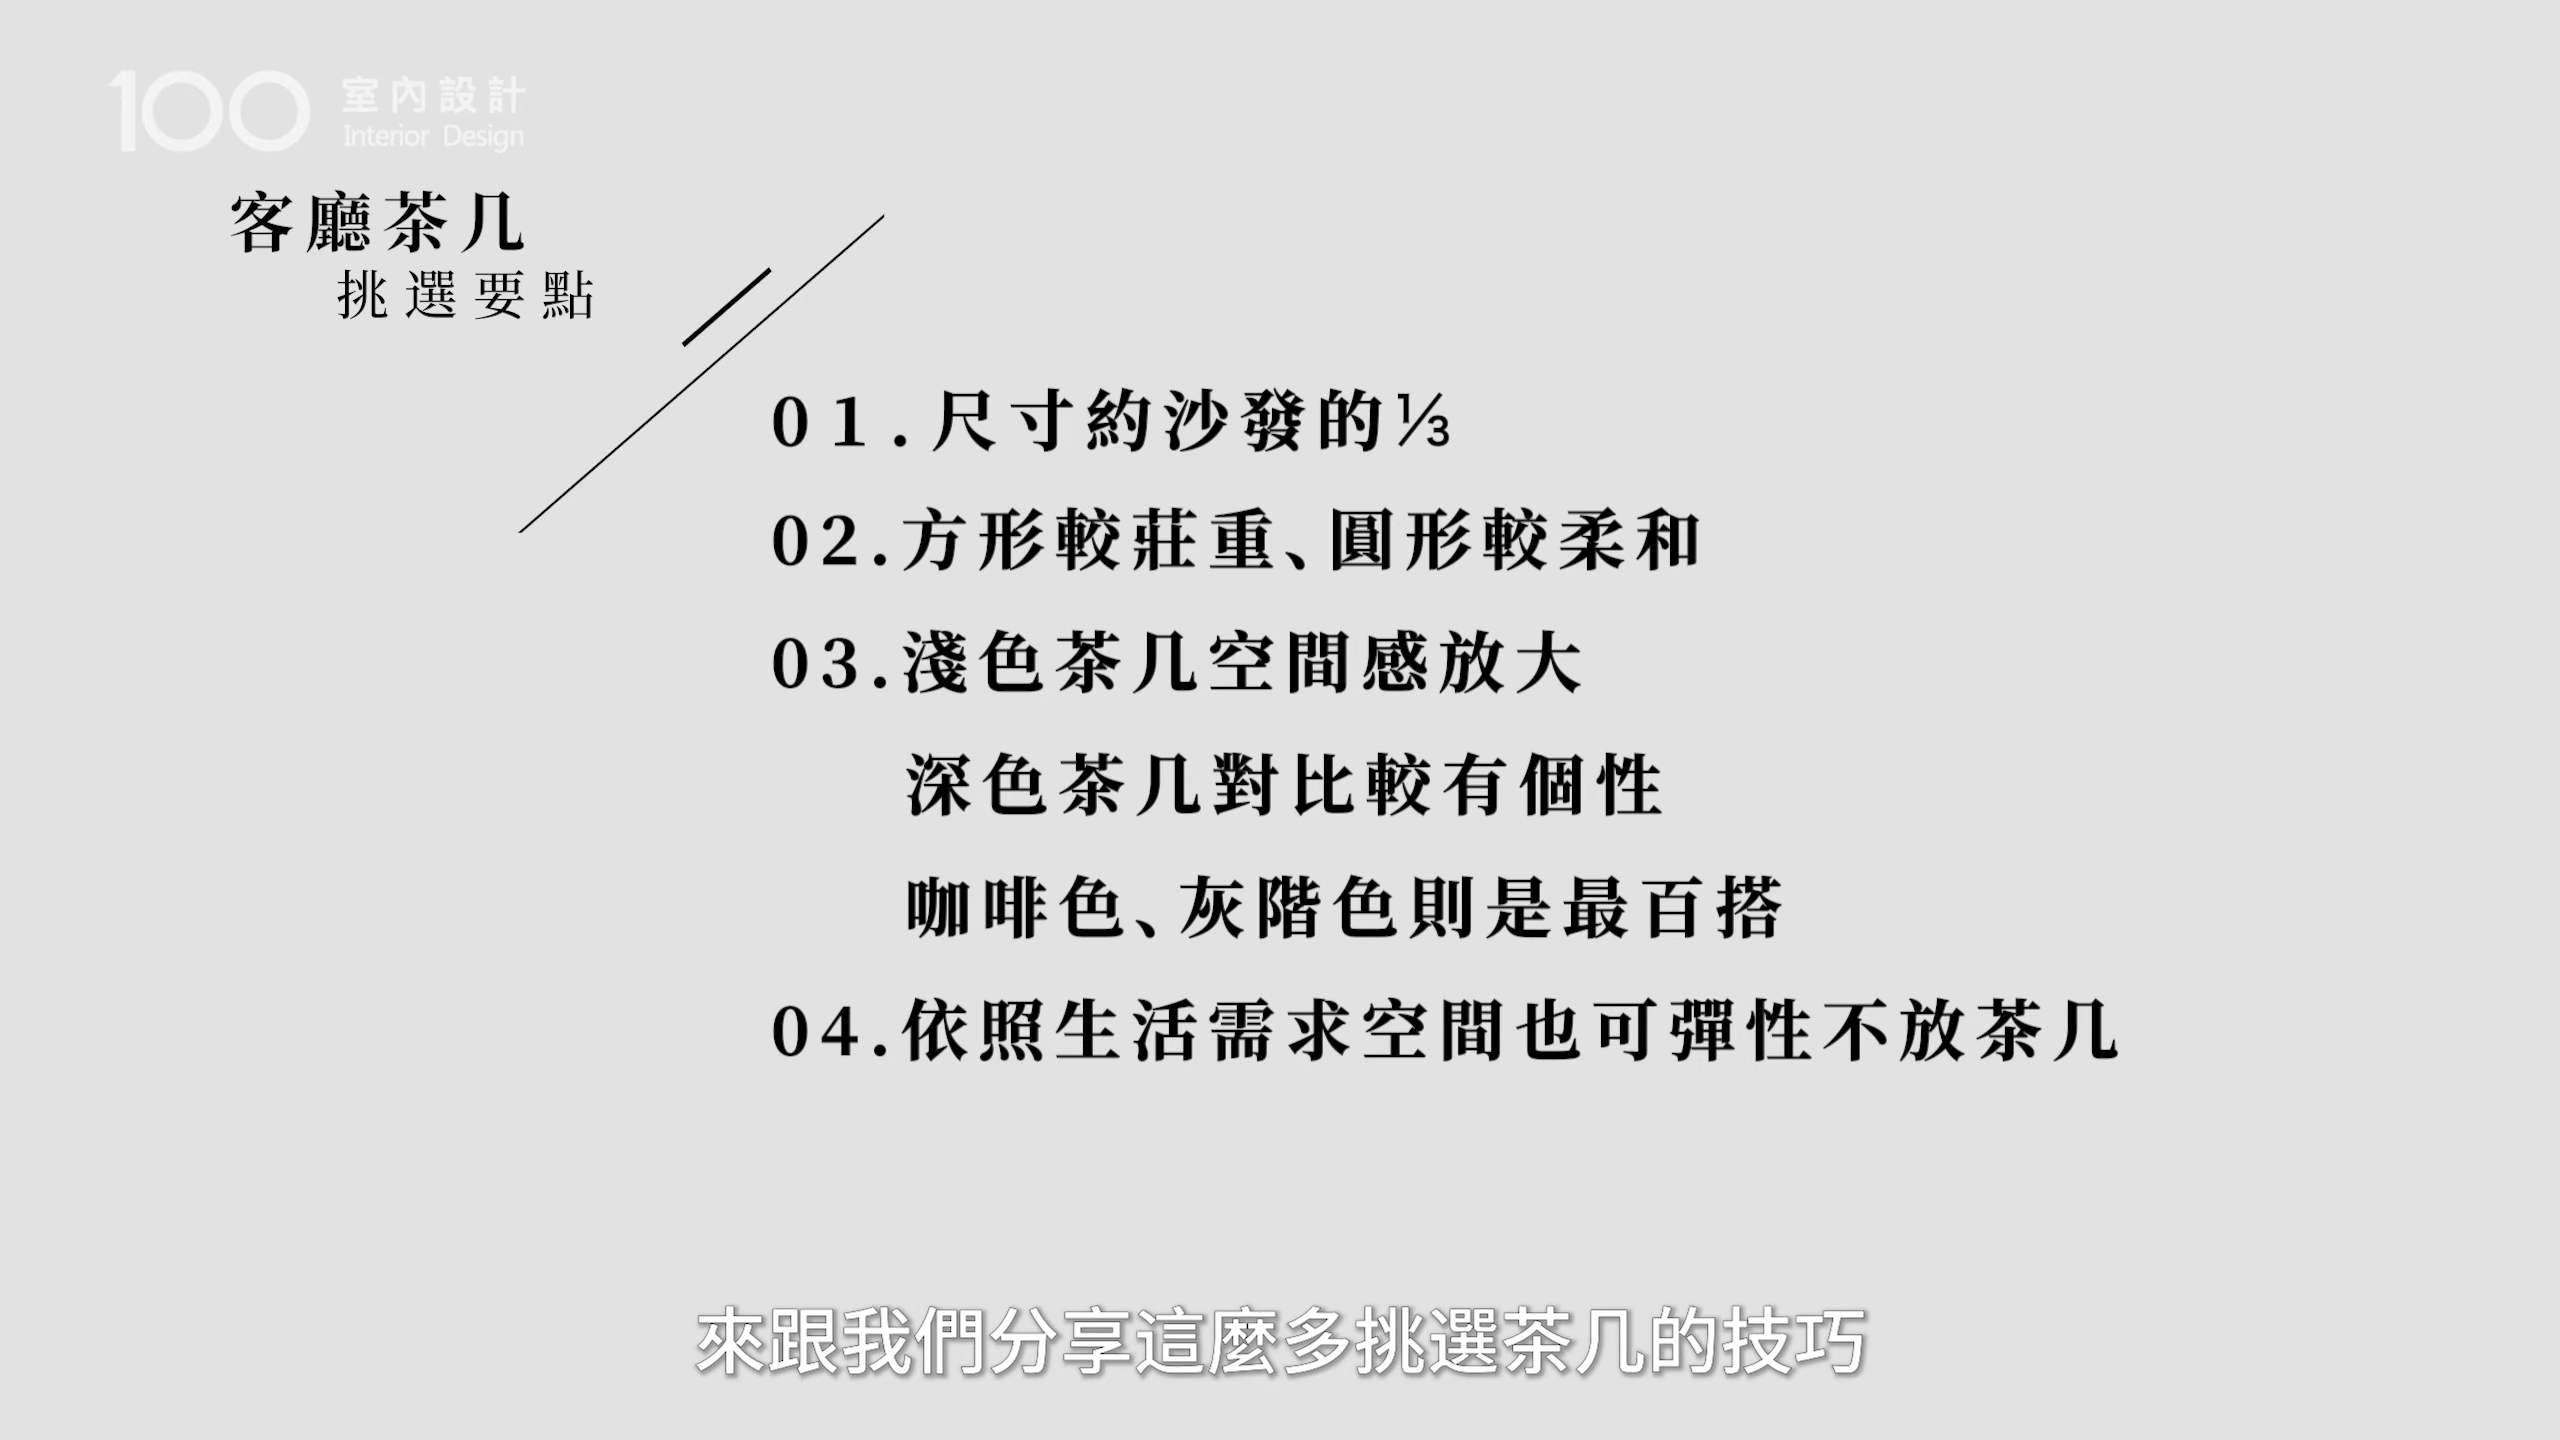 100 室內設計
Interior Design
客廳茶几
挑選要點
01.尺寸約沙發的⅓
02.方形較莊重、圓形較柔和
03.淺色茶几空間感放大
深色茶几對比較有個性
咖啡色、灰階色則是最百搭
04.依照生活需求空間也可彈性不放茶几
來跟我們分享這麼多挑選茶几的技巧